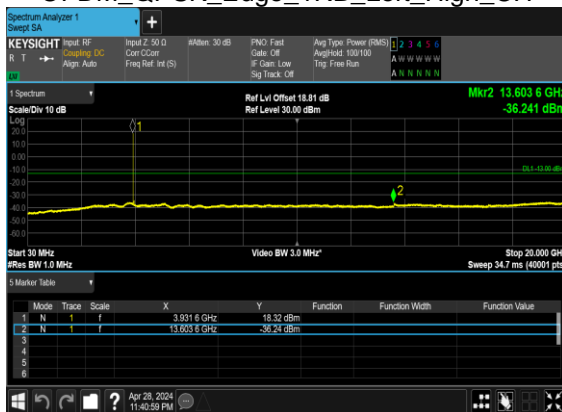 Spectrum Analyzer 1
Swept SA
+
KEYSIGHT Input: RF Input Z: 50 Ω #Atten: 30 dB PNO: Fast Avg Type: Power (RMS) 1 2 3 4 5 6
R T Coupling: DC Corr CCorr Gate: Off Avg|Hold: 100/100 A W W W W W
Align: Auto Freq Ref: Int (S) IF Gain: Low Trig: Free Run
LU Sig Track: Off A N N N N N
1 Spectrum Ref Lvl Offset 18.81 dB Mkr2 13.603 6 GHz
Scale/Div 10 dB Ref Level 30.00 dBm -36.241 dBm
Log
20.0 1
10.0
0.00
-10.0 DL1 -13.00 dBm
-20.0
-30.0 2
-40.0
-50.0
-60.0
Start 30 MHz Video BW 3.0 MHz* Stop 20.000 GHz
#Res BW 1.0 MHz Sweep 34.7 ms (40001 pts)
5 Marker Table
Mode Trace Scale X Y Function Function Width Function Value
1 N 1 f 3.931 6 GHz 18.32 dBm
2 N 1 f 13.603 6 GHz -36.24 dBm
3
4
5
6
? Apr 28, 2024
11:40:59 PM